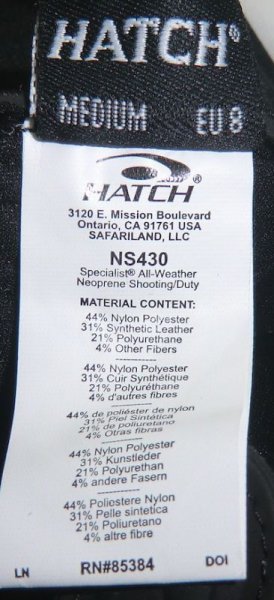 HATCH®
MEDIUM EU 8
HATCH®
3120 E. Mission Boulevard
Ontario, CA 91761 USA
SAFARILAND, LLC
NS430
Specialist® All-Weather
Neoprene Shooting/Duty
MATERIAL CONTENT:
44% Nylon Polyester
31% Synthetic Leather
21% Polyurethane
4% Other Fibers
44% Nylon Polyester
31% Cuir Synthétique
21% Polyuréthane
4% d'autres fibres
44% de poliéster de nylon
31% Piel Sintética
21% de poliuretano
4% Otras fibras
44% Nylon Polyester
31% Kunstleder
21% Polyurethan
4% andere Fasern
44% Poliestere Nylon
31% Pelle sintetica
21% Poliuretano
4% altre fibre
LN RN#85384 DOI